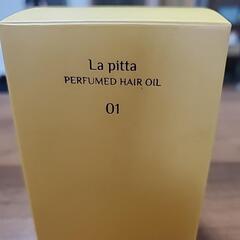 La pitta
PERFUMED HAIR OIL
01